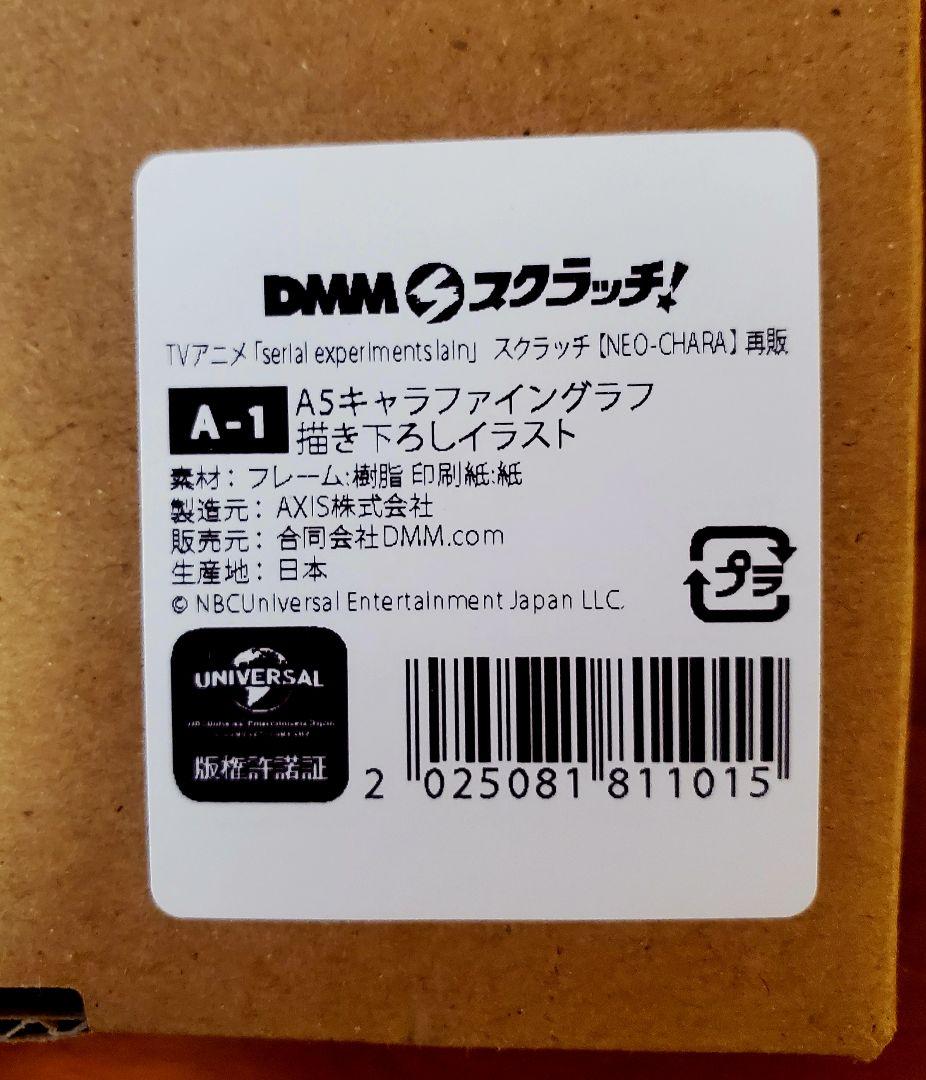 DMM スクラッチ!
TVアニメ「serial experiments lain」 スクラッチ【NEO-CHARA】再販
A-1
A5キャラファイングラフ
描き下ろしイラスト
素材：フレーム:樹脂 印刷紙:紙
製造元：AXIS株式会社
販売元：合同会社DMM.com
生産地：日本
© NBCUniversal Entertainment Japan LLC.
プラ
UNIVERSAL
版権許諾証
2 025081 811015